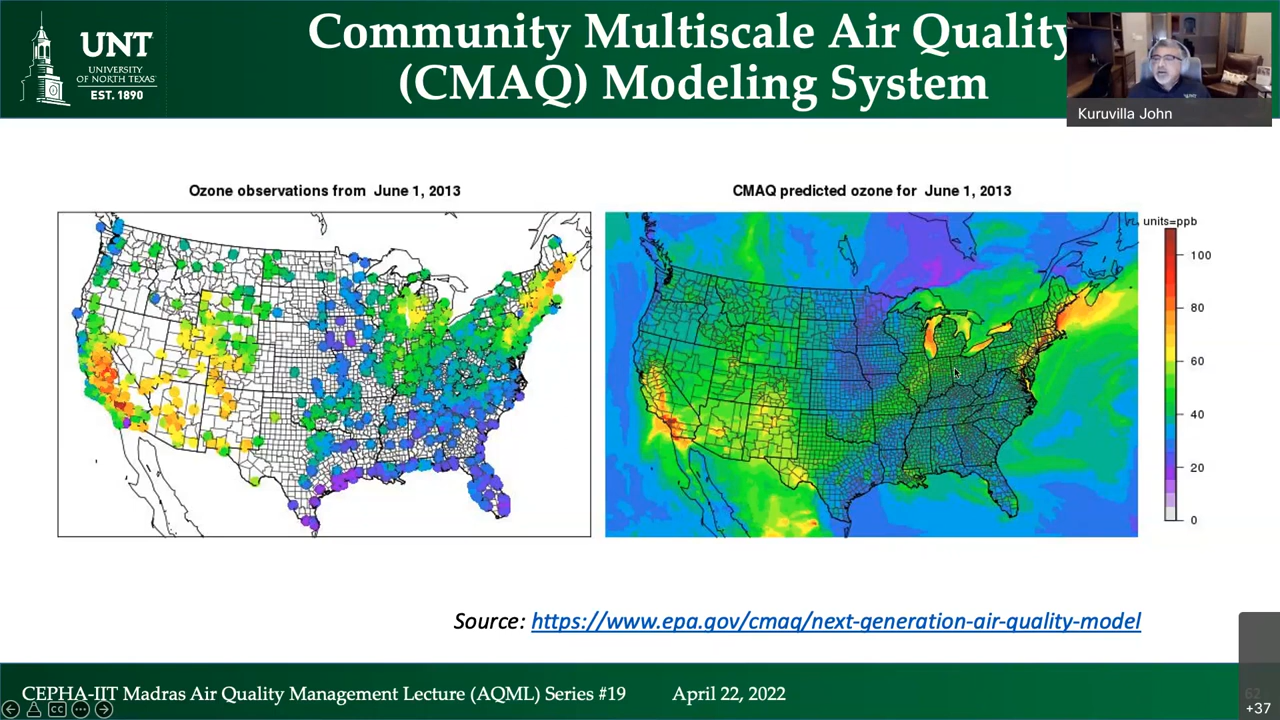 UNT
UNIVERSITY
OF NORTH TEXAS
EST. 1890
Community Multiscale Air Quality
(CMAQ) Modeling System
Kuruvilla John
Ozone observations from June 1, 2013
CMAQ predicted ozone for June 1, 2013
units=ppb
100
80
60
40
20
0
Source: https://www.epa.gov/cmaq/next-generation-air-quality-model
CEPHA-IIT Madras Air Quality Management Lecture (AQML) Series #19
April 22, 2022
62
+37